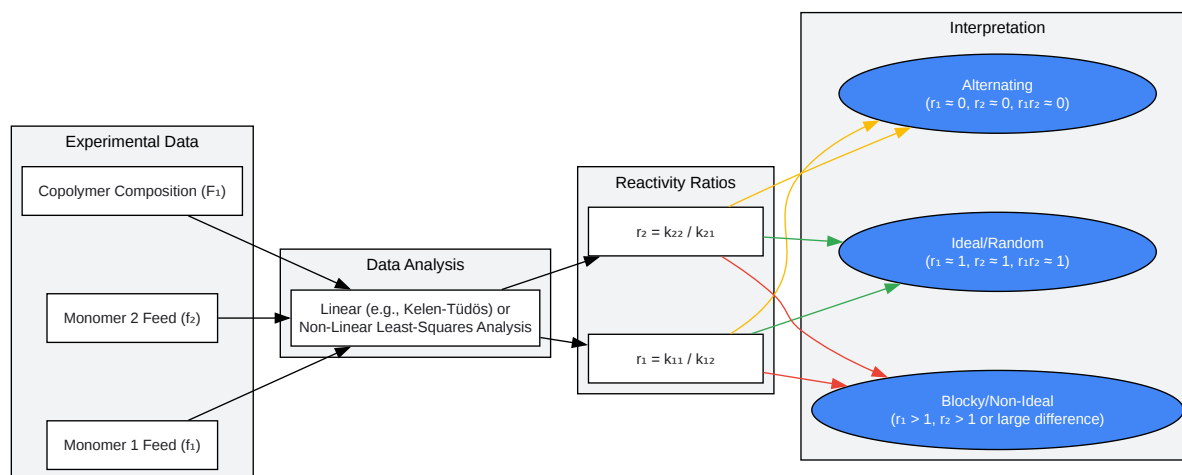 Experimental Data
Copolymer Composition (F₁)
Monomer 2 Feed (f₂)
Monomer 1 Feed (f₁)
Data Analysis
Linear (e.g., Kelen-Tüdös) or
Non-Linear Least-Squares Analysis
Reactivity Ratios
r₂ = k₂₂ / k₂₁
r₁ = k₁₁ / k₁₂
Interpretation
Alternating
(r₁ ≈ 0, r₂ ≈ 0, r₁r₂ ≈ 0)
Ideal/Random
(r₁ ≈ 1, r₂ ≈ 1, r₁r₂ ≈ 1)
Blocky/Non-Ideal
(r₁ > 1, r₂ > 1 or large difference)